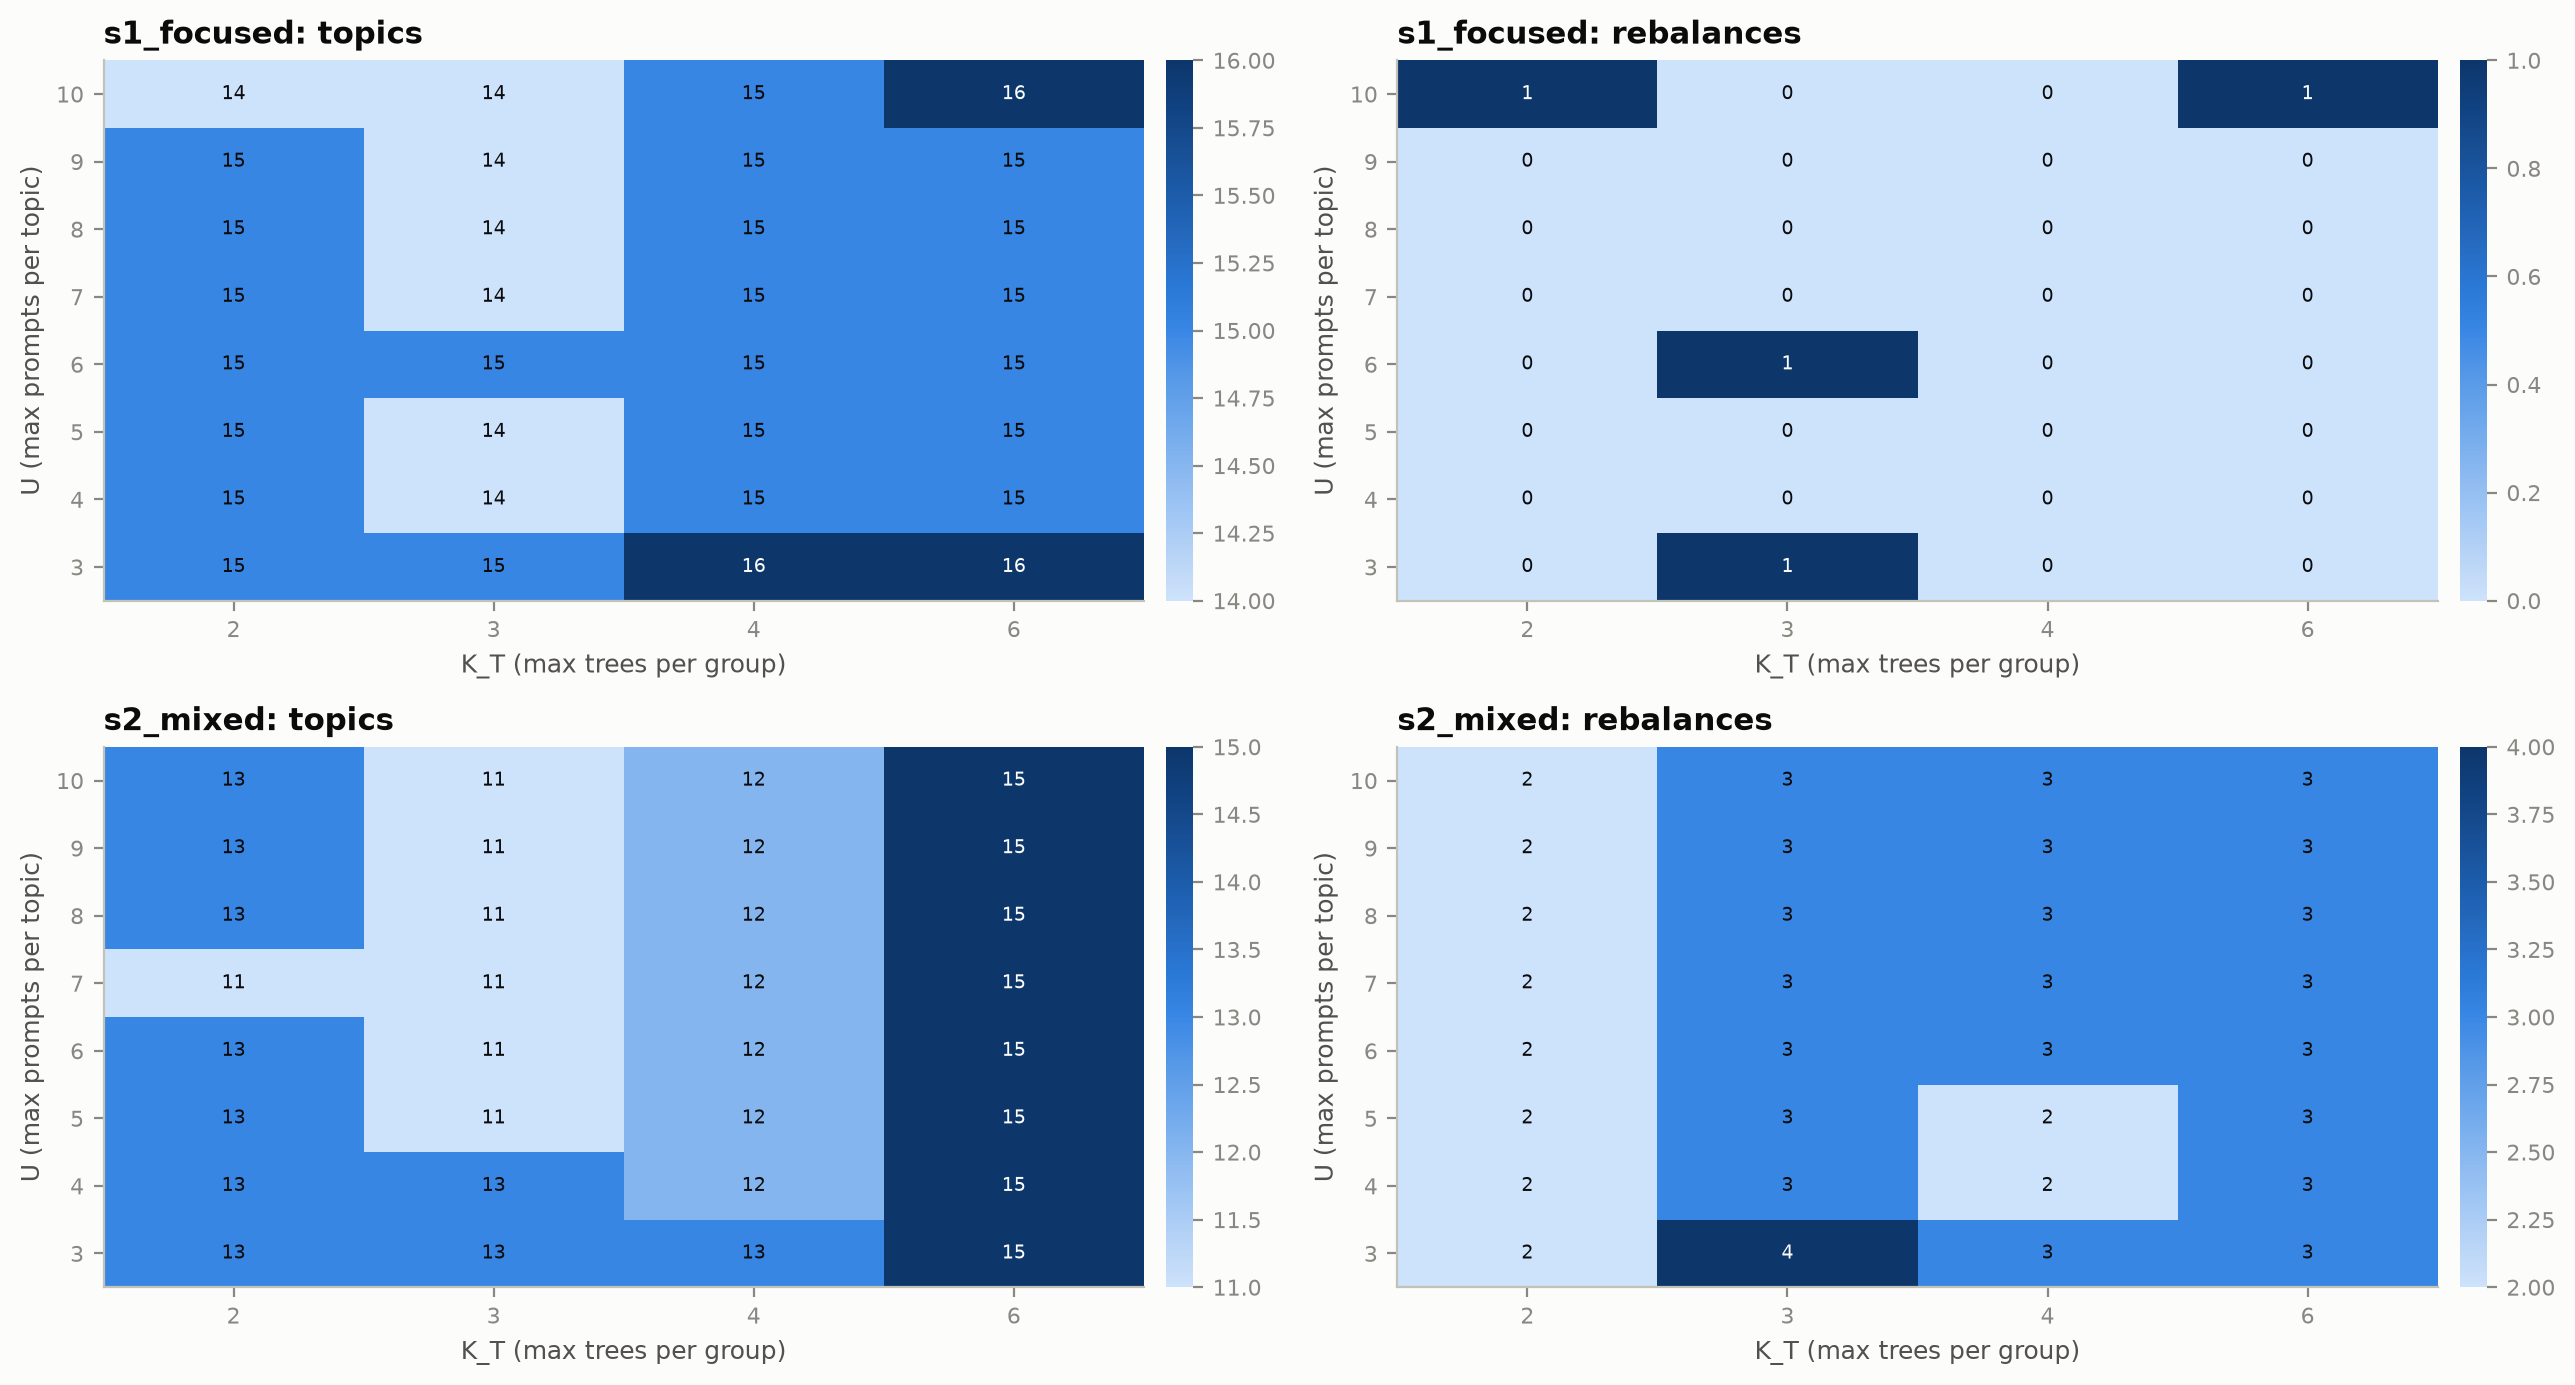 s1_focused: topics
U (max prompts per topic)
10 14 14 15 16
9 15 14 15 15
8 15 14 15 15
7 15 14 15 15
6 15 15 15 15
5 15 14 15 15
4 15 14 15 15
3 15 15 16 16
2 3 4 6
K_T (max trees per group)
16.00
15.75
15.50
15.25
15.00
14.75
14.50
14.25
14.00
s1_focused: rebalances
U (max prompts per topic)
10 1 0 0 1
9 0 0 0 0
8 0 0 0 0
7 0 0 0 0
6 0 1 0 0
5 0 0 0 0
4 0 0 0 0
3 0 1 0 0
2 3 4 6
K_T (max trees per group)
1.0
0.8
0.6
0.4
0.2
0.0
s2_mixed: topics
U (max prompts per topic)
10 13 11 12 15
9 13 11 12 15
8 13 11 12 15
7 11 11 12 15
6 13 11 12 15
5 13 11 12 15
4 13 13 12 15
3 13 13 13 15
2 3 4 6
K_T (max trees per group)
15.0
14.5
14.0
13.5
13.0
12.5
12.0
11.5
11.0
s2_mixed: rebalances
U (max prompts per topic)
10 2 3 3 3
9 2 3 3 3
8 2 3 3 3
7 2 3 3 3
6 2 3 3 3
5 2 3 2 3
4 2 3 2 3
3 2 4 3 3
2 3 4 6
K_T (max trees per group)
4.00
3.75
3.50
3.25
3.00
2.75
2.50
2.25
2.00